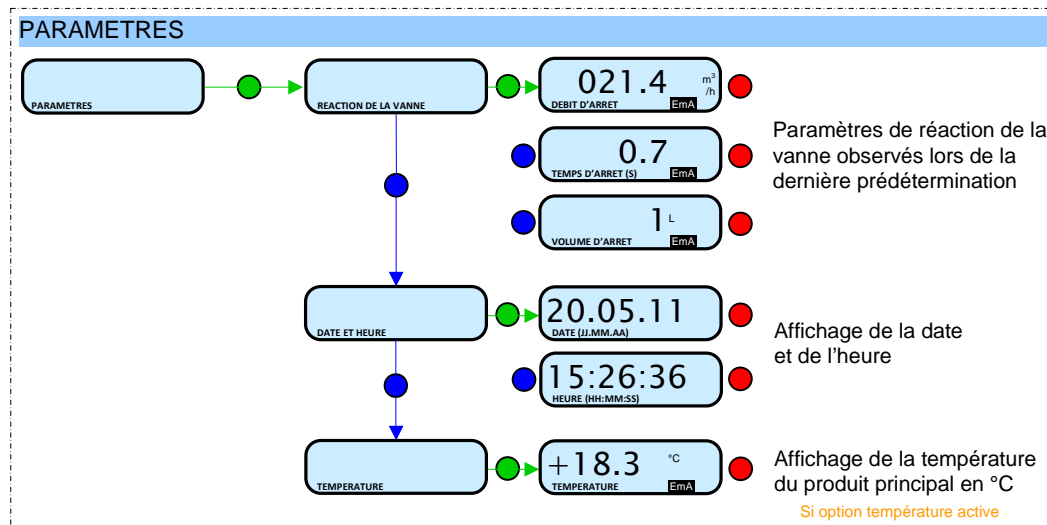 PARAMETRES
PARAMETRES
REACTION DE LA VANNE
021.4 m³/h
DEBIT D'ARRET EmA
0.7
TEMPS D'ARRET (S) EmA
1 L
VOLUME D'ARRET EmA
Paramètres de réaction de la
vanne observés lors de la
dernière prédétermination
DATE ET HEURE
20.05.11
DATE (JJ.MM.AA)
15:26:36
HEURE (HH:MM:SS)
Affichage de la date
et de l'heure
TEMPERATURE
+18.3 °C
TEMPERATURE EmA
Affichage de la température
du produit principal en °C
Si option température active